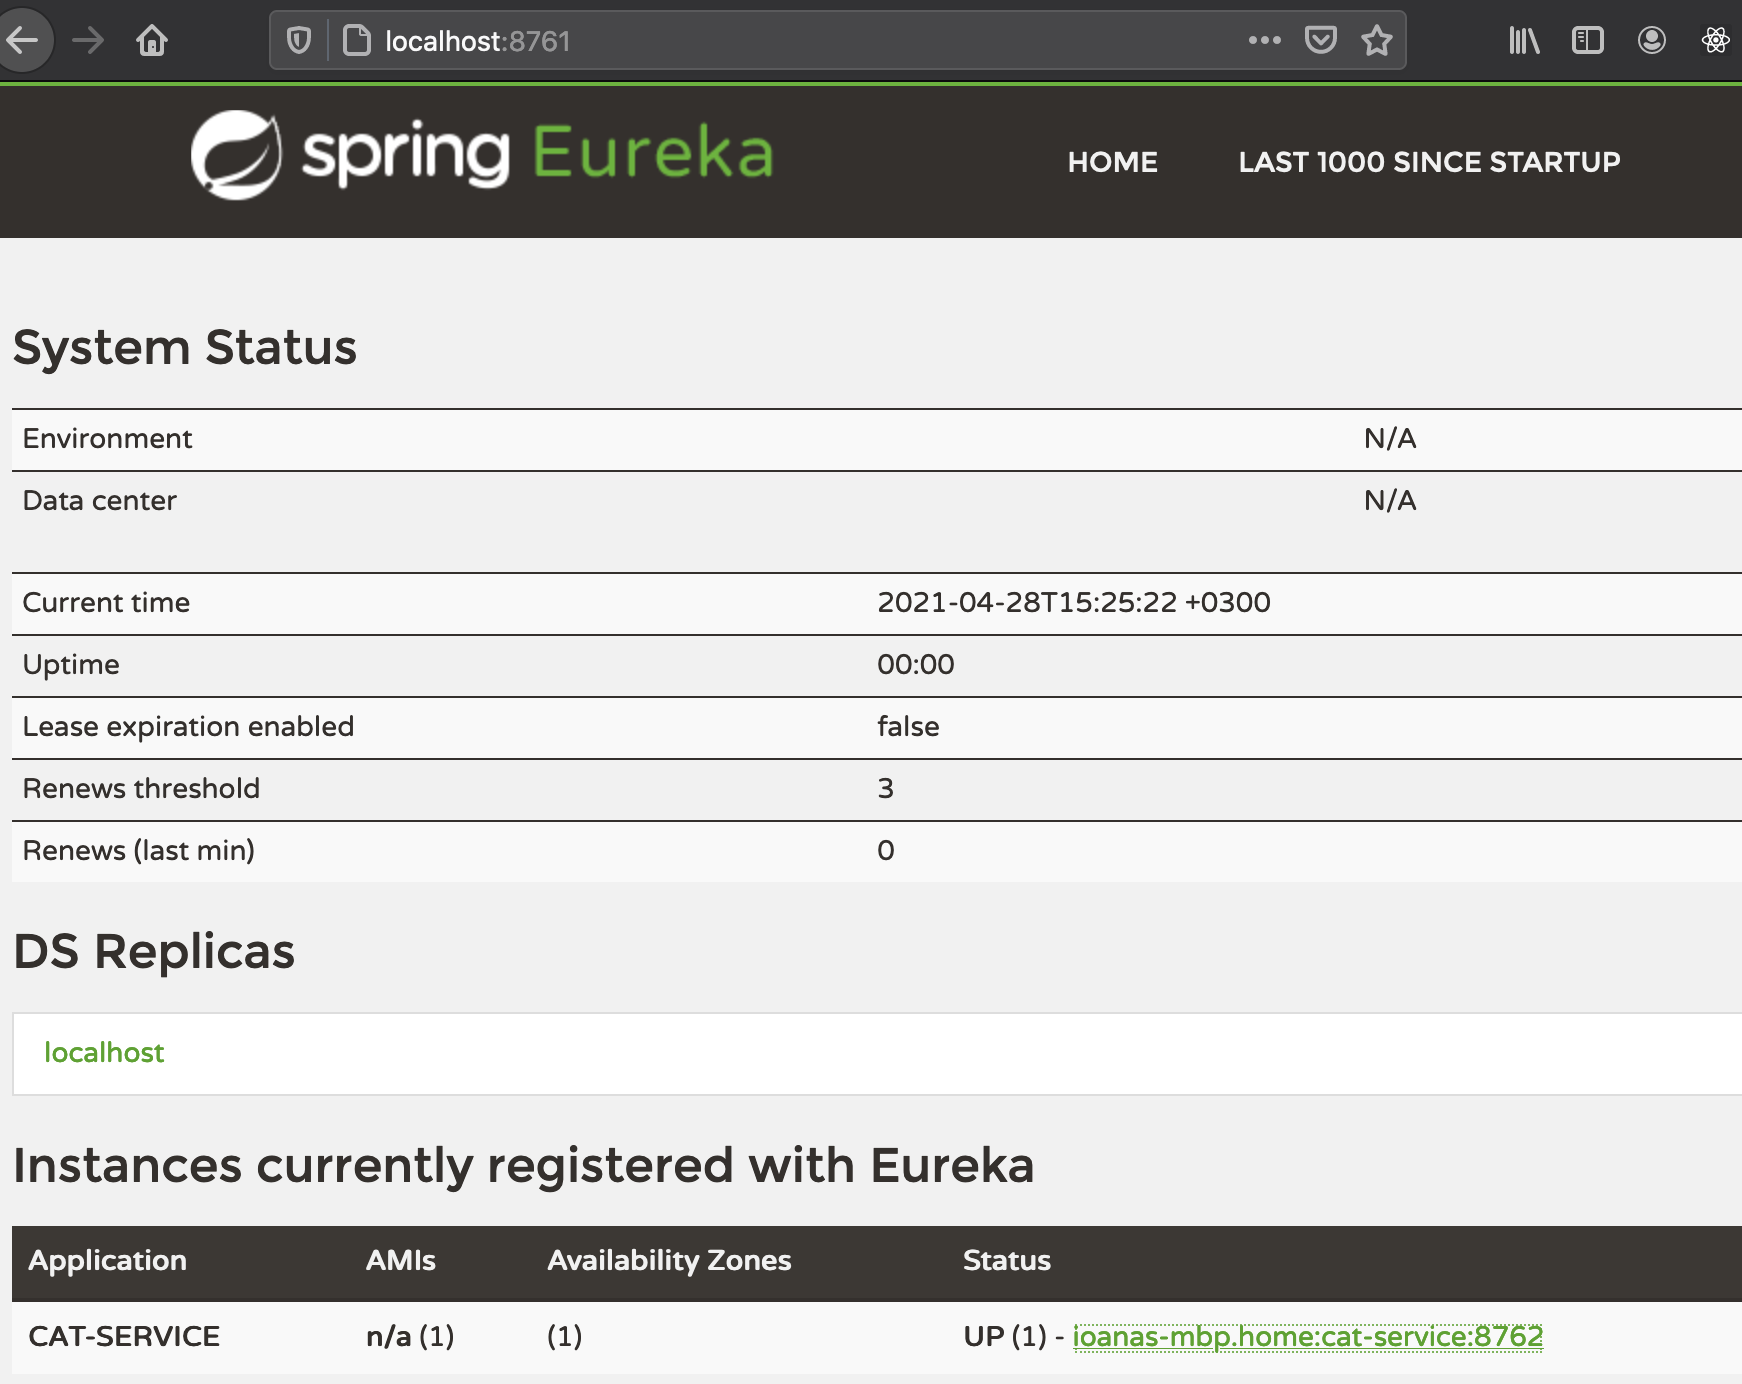 localhost:8761
spring Eureka
HOME LAST 1000 SINCE STARTUP
System Status
Environment N/A
Data center N/A
Current time 2021-04-28T15:25:22 +0300
Uptime 00:00
Lease expiration enabled false
Renews threshold 3
Renews (last min) 0
DS Replicas
localhost
Instances currently registered with Eureka
Application AMIs Availability Zones Status
CAT-SERVICE n/a (1) (1) UP (1) - ioanas-mbp.home:cat-service:8762